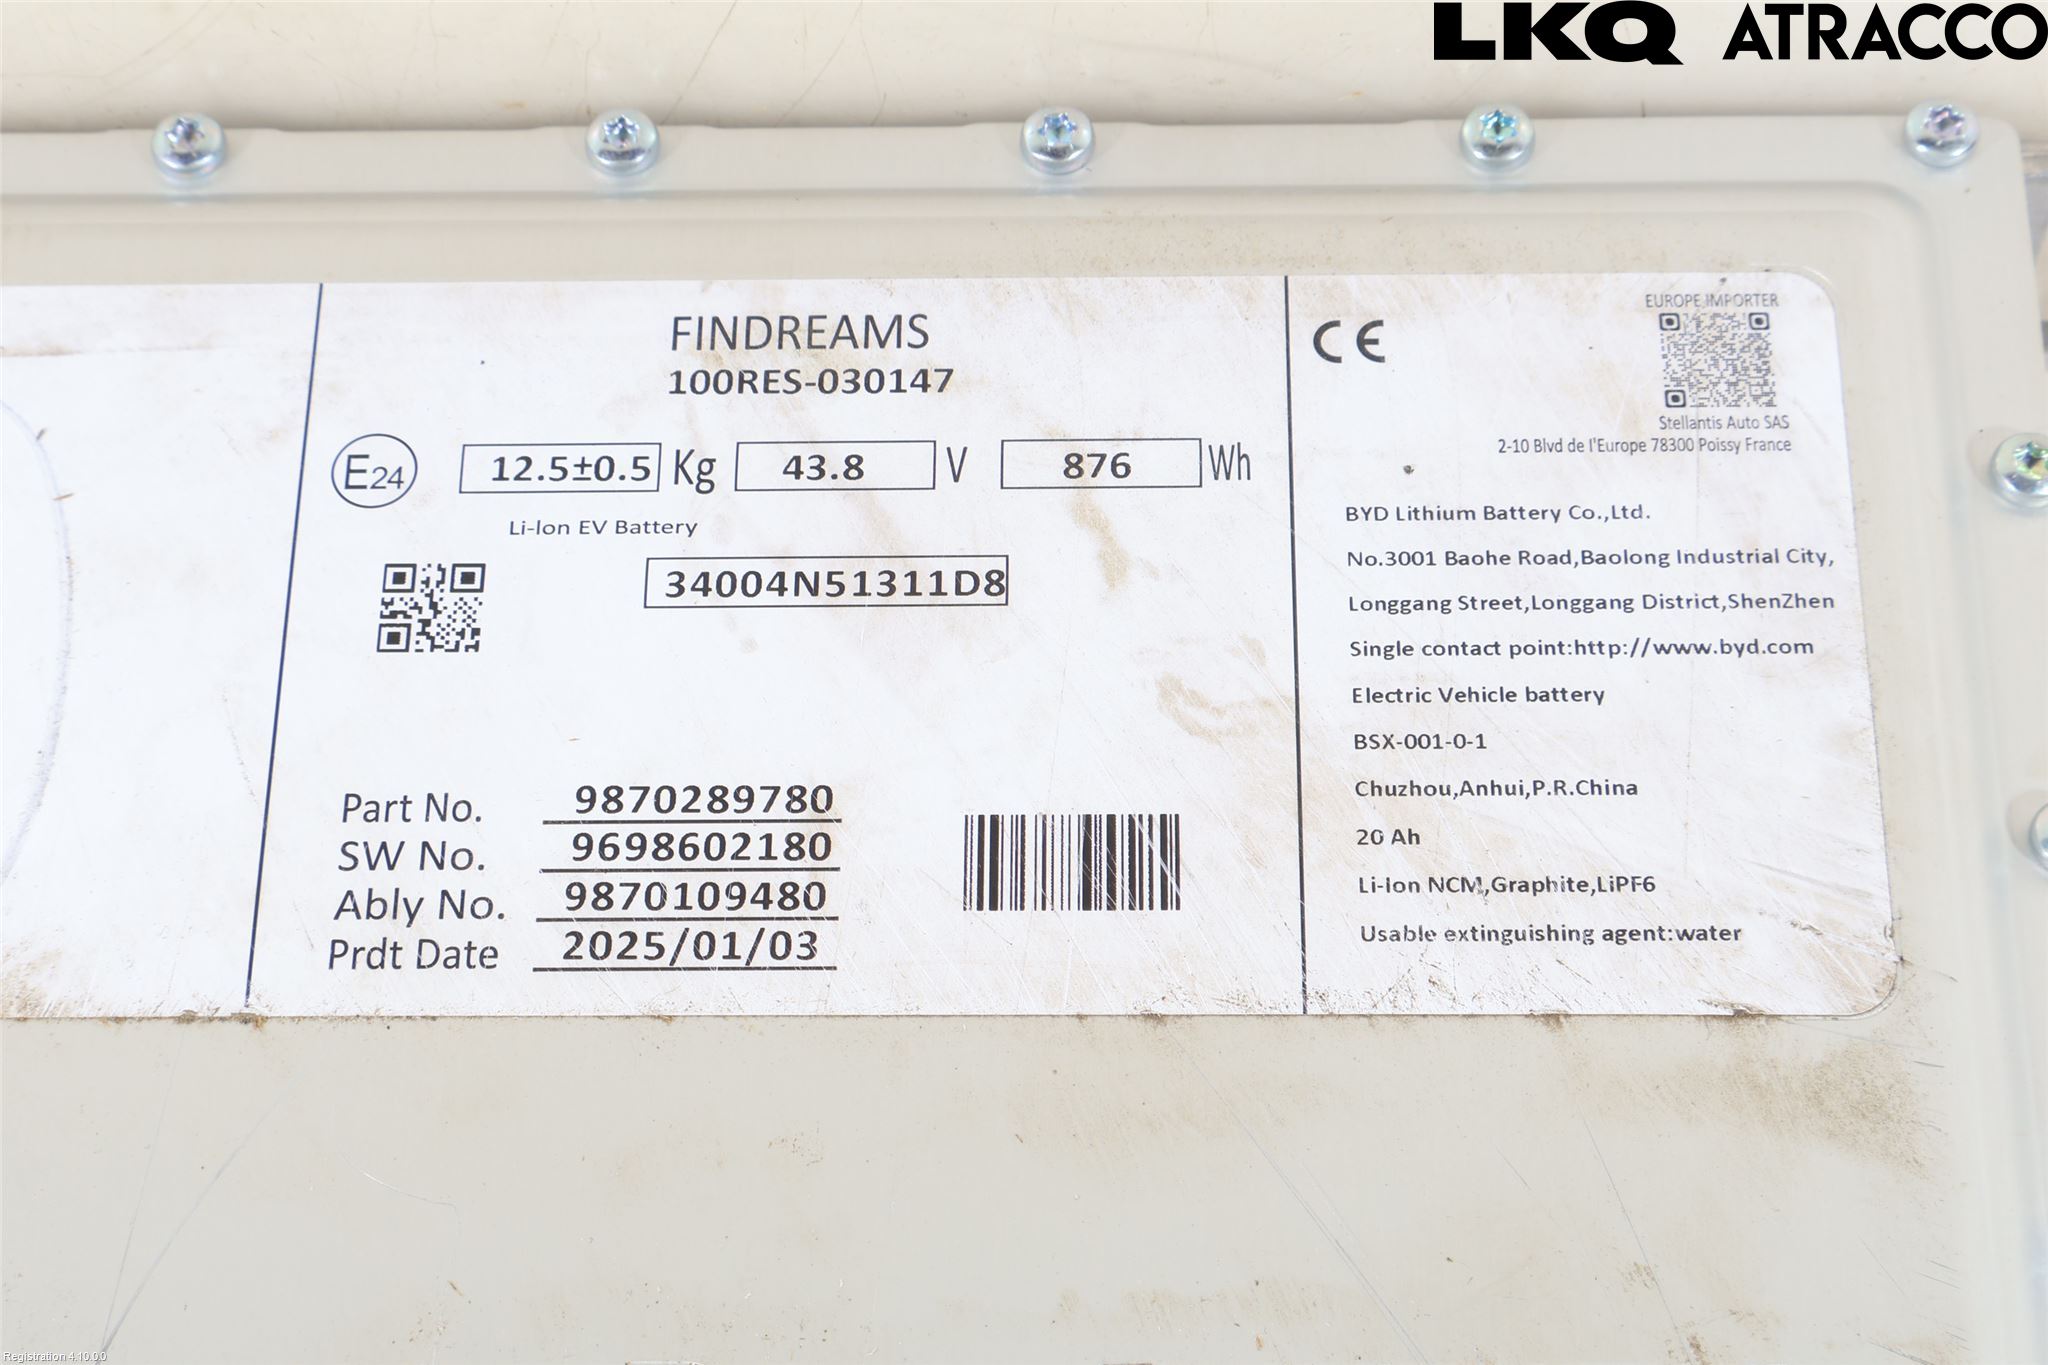 LKQ ATRACCO
FINDREAMS
100RES-030147
E24 12.5±0.5 Kg 43.8 V 876 Wh
Li-Ion EV Battery
34004N51311D8
Part No. 9870289780
SW No. 9698602180
Ably No. 9870109480
Prdt Date 2025/01/03
CE
EUROPE IMPORTER
Stellantis Auto SAS
2-10 Blvd de l'Europe 78300 Poissy France
BYD Lithium Battery Co.,Ltd.
No.3001 Baohe Road,Baolong Industrial City,
Longgang Street,Longgang District,ShenZhen
Single contact point:http://www.byd.com
Electric Vehicle battery
BSX-001-0-1
Chuzhou,Anhui,P.R.China
20 Ah
Li-Ion NCM,Graphite,LiPF6
Usable extinguishing agent:water
Registration 4.10.0.0